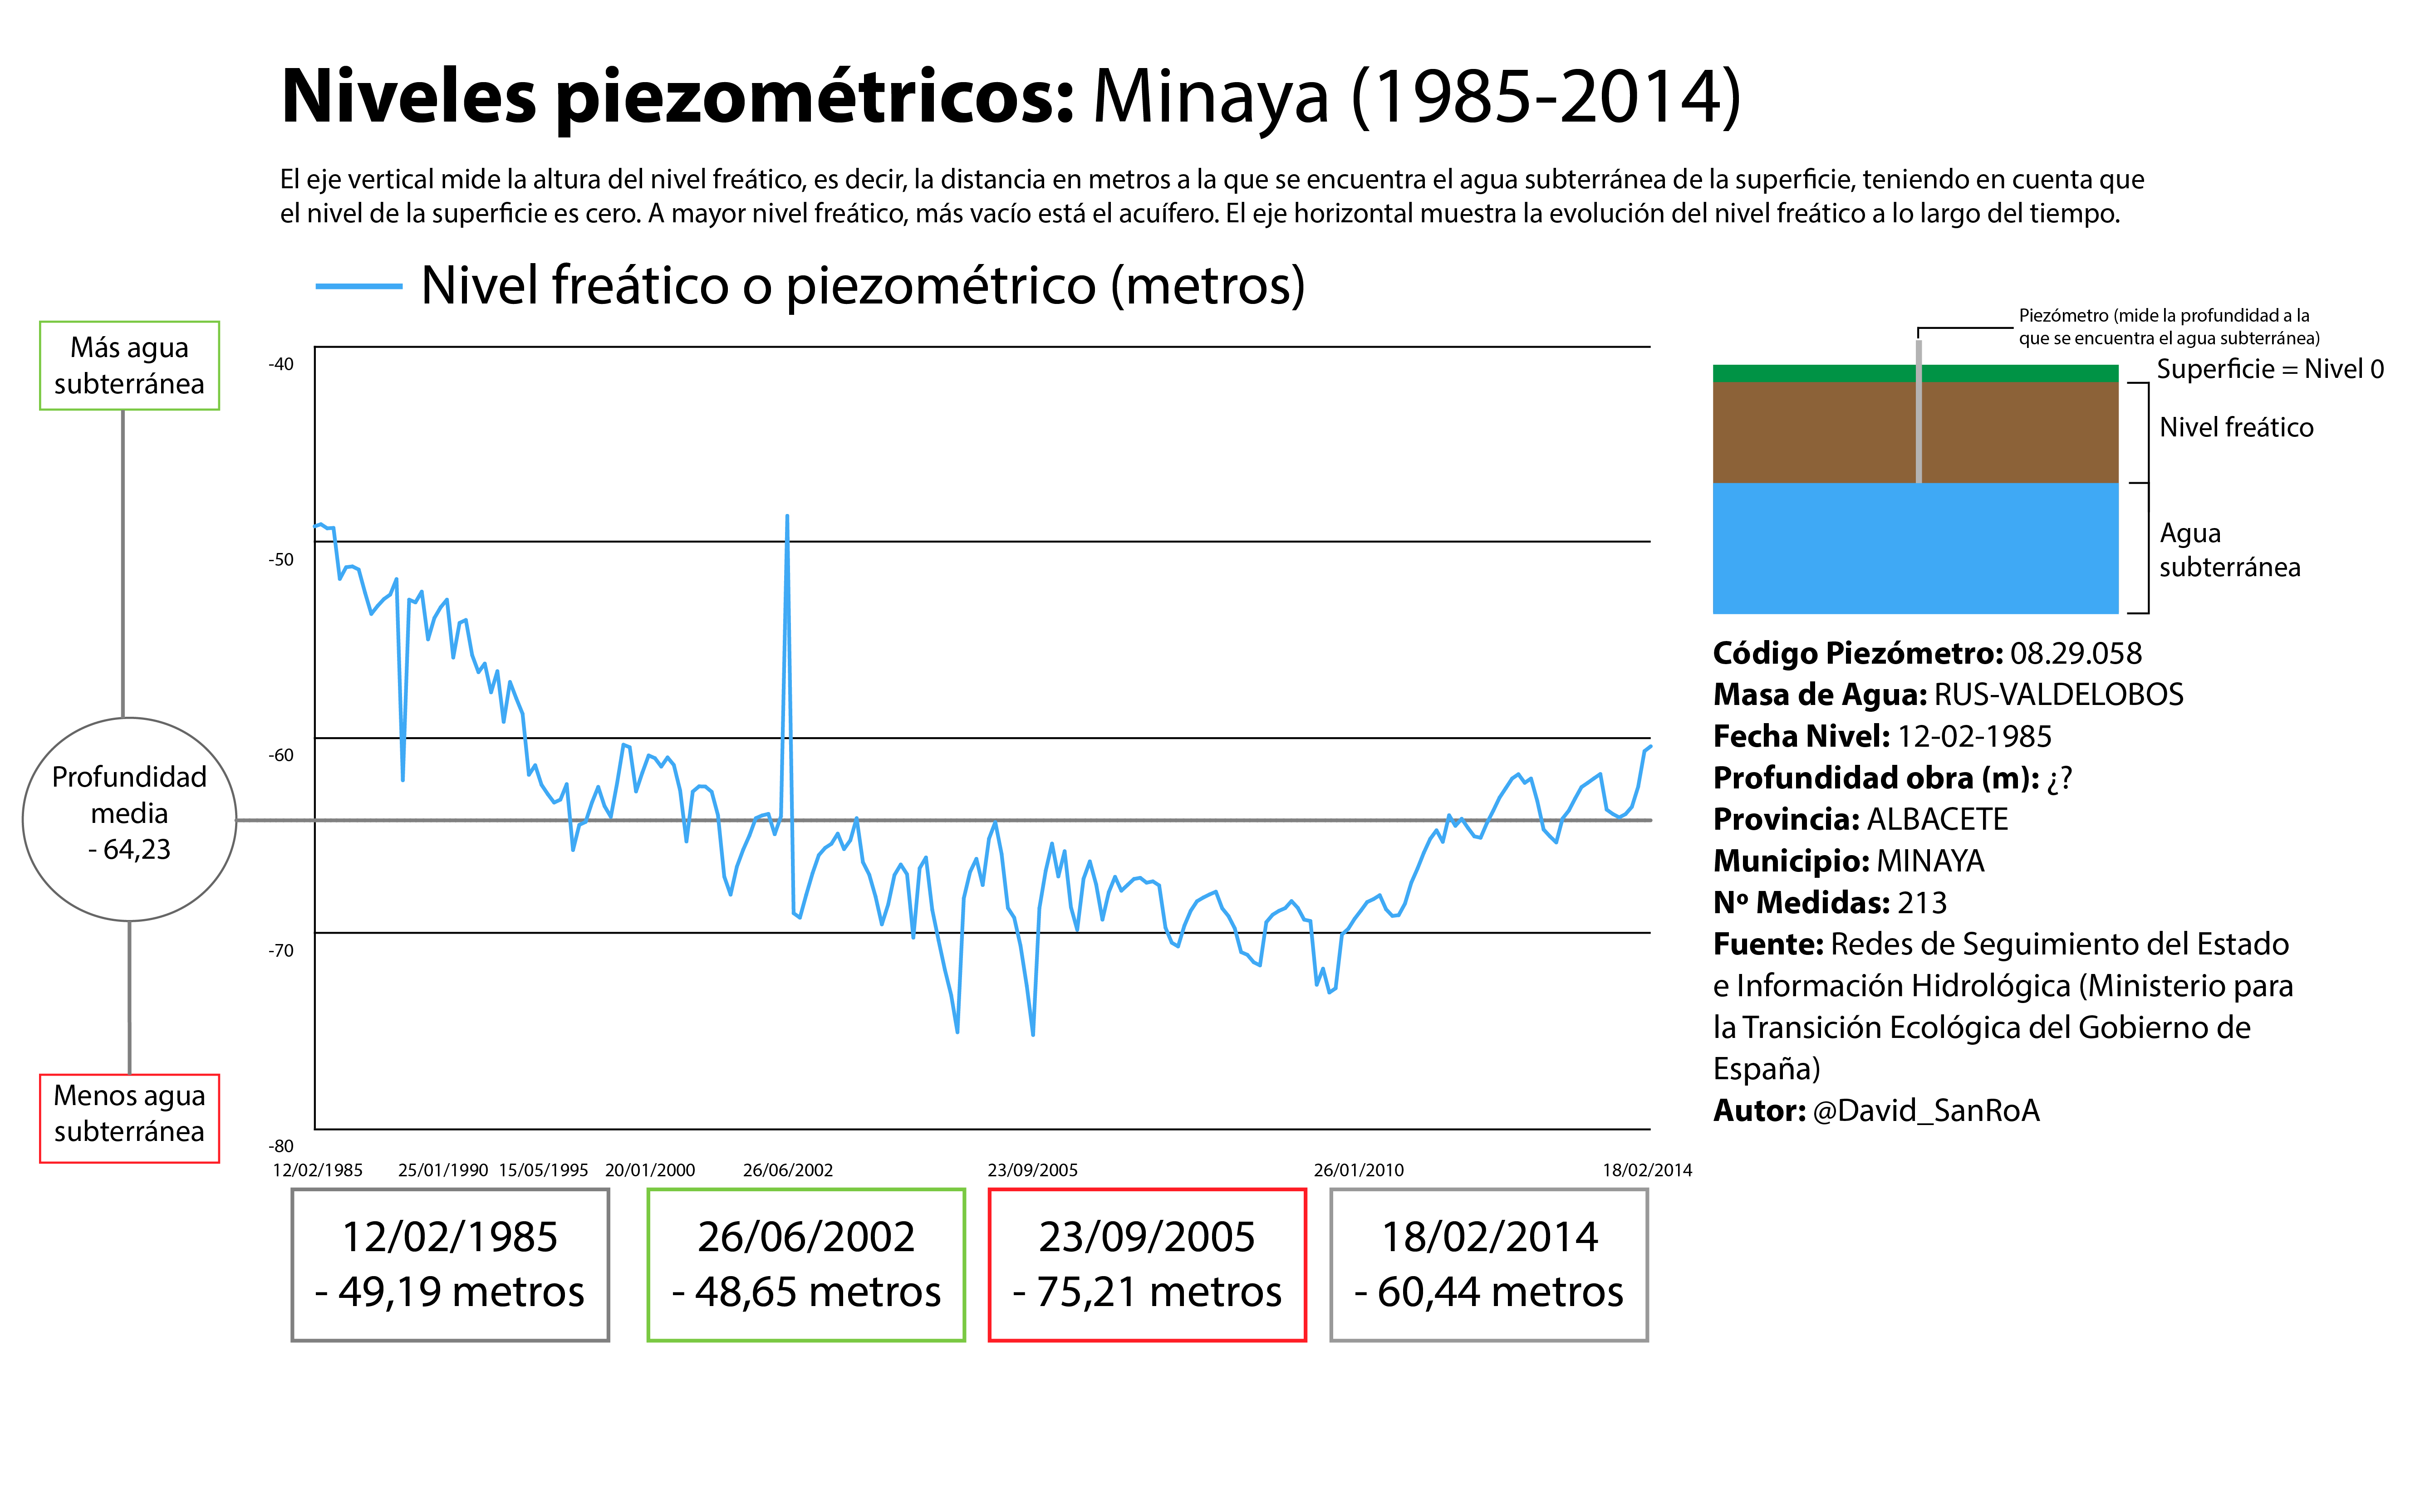 Niveles piezométricos: Minaya (1985-2014)
El eje vertical mide la altura del nivel freático, es decir, la distancia en metros a la que se encuentra el agua subterránea de la superficie, teniendo en cuenta que
el nivel de la superficie es cero. A mayor nivel freático, más vacío está el acuífero. El eje horizontal muestra la evolución del nivel freático a lo largo del tiempo.
Nivel freático o piezométrico (metros)
Más agua
subterránea
Profundidad
media
- 64,23
Menos agua
subterránea
-40
-50
-60
-70
-80
12/02/1985 25/01/1990 15/05/1995 20/01/2000 26/06/2002 23/09/2005 26/01/2010 18/02/2014
12/02/1985
- 49,19 metros
26/06/2002
- 48,65 metros
23/09/2005
- 75,21 metros
18/02/2014
- 60,44 metros
Piezómetro (mide la profundidad a la
que se encuentra el agua subterránea)
Superficie = Nivel 0
Nivel freático
Agua
subterránea
Código Piezómetro: 08.29.058
Masa de Agua: RUS-VALDELOBOS
Fecha Nivel: 12-02-1985
Profundidad obra (m): ¿?
Provincia: ALBACETE
Municipio: MINAYA
Nº Medidas: 213
Fuente: Redes de Seguimiento del Estado
e Información Hidrológica (Ministerio para
la Transición Ecológica del Gobierno de
España)
Autor: @David_SanRoA